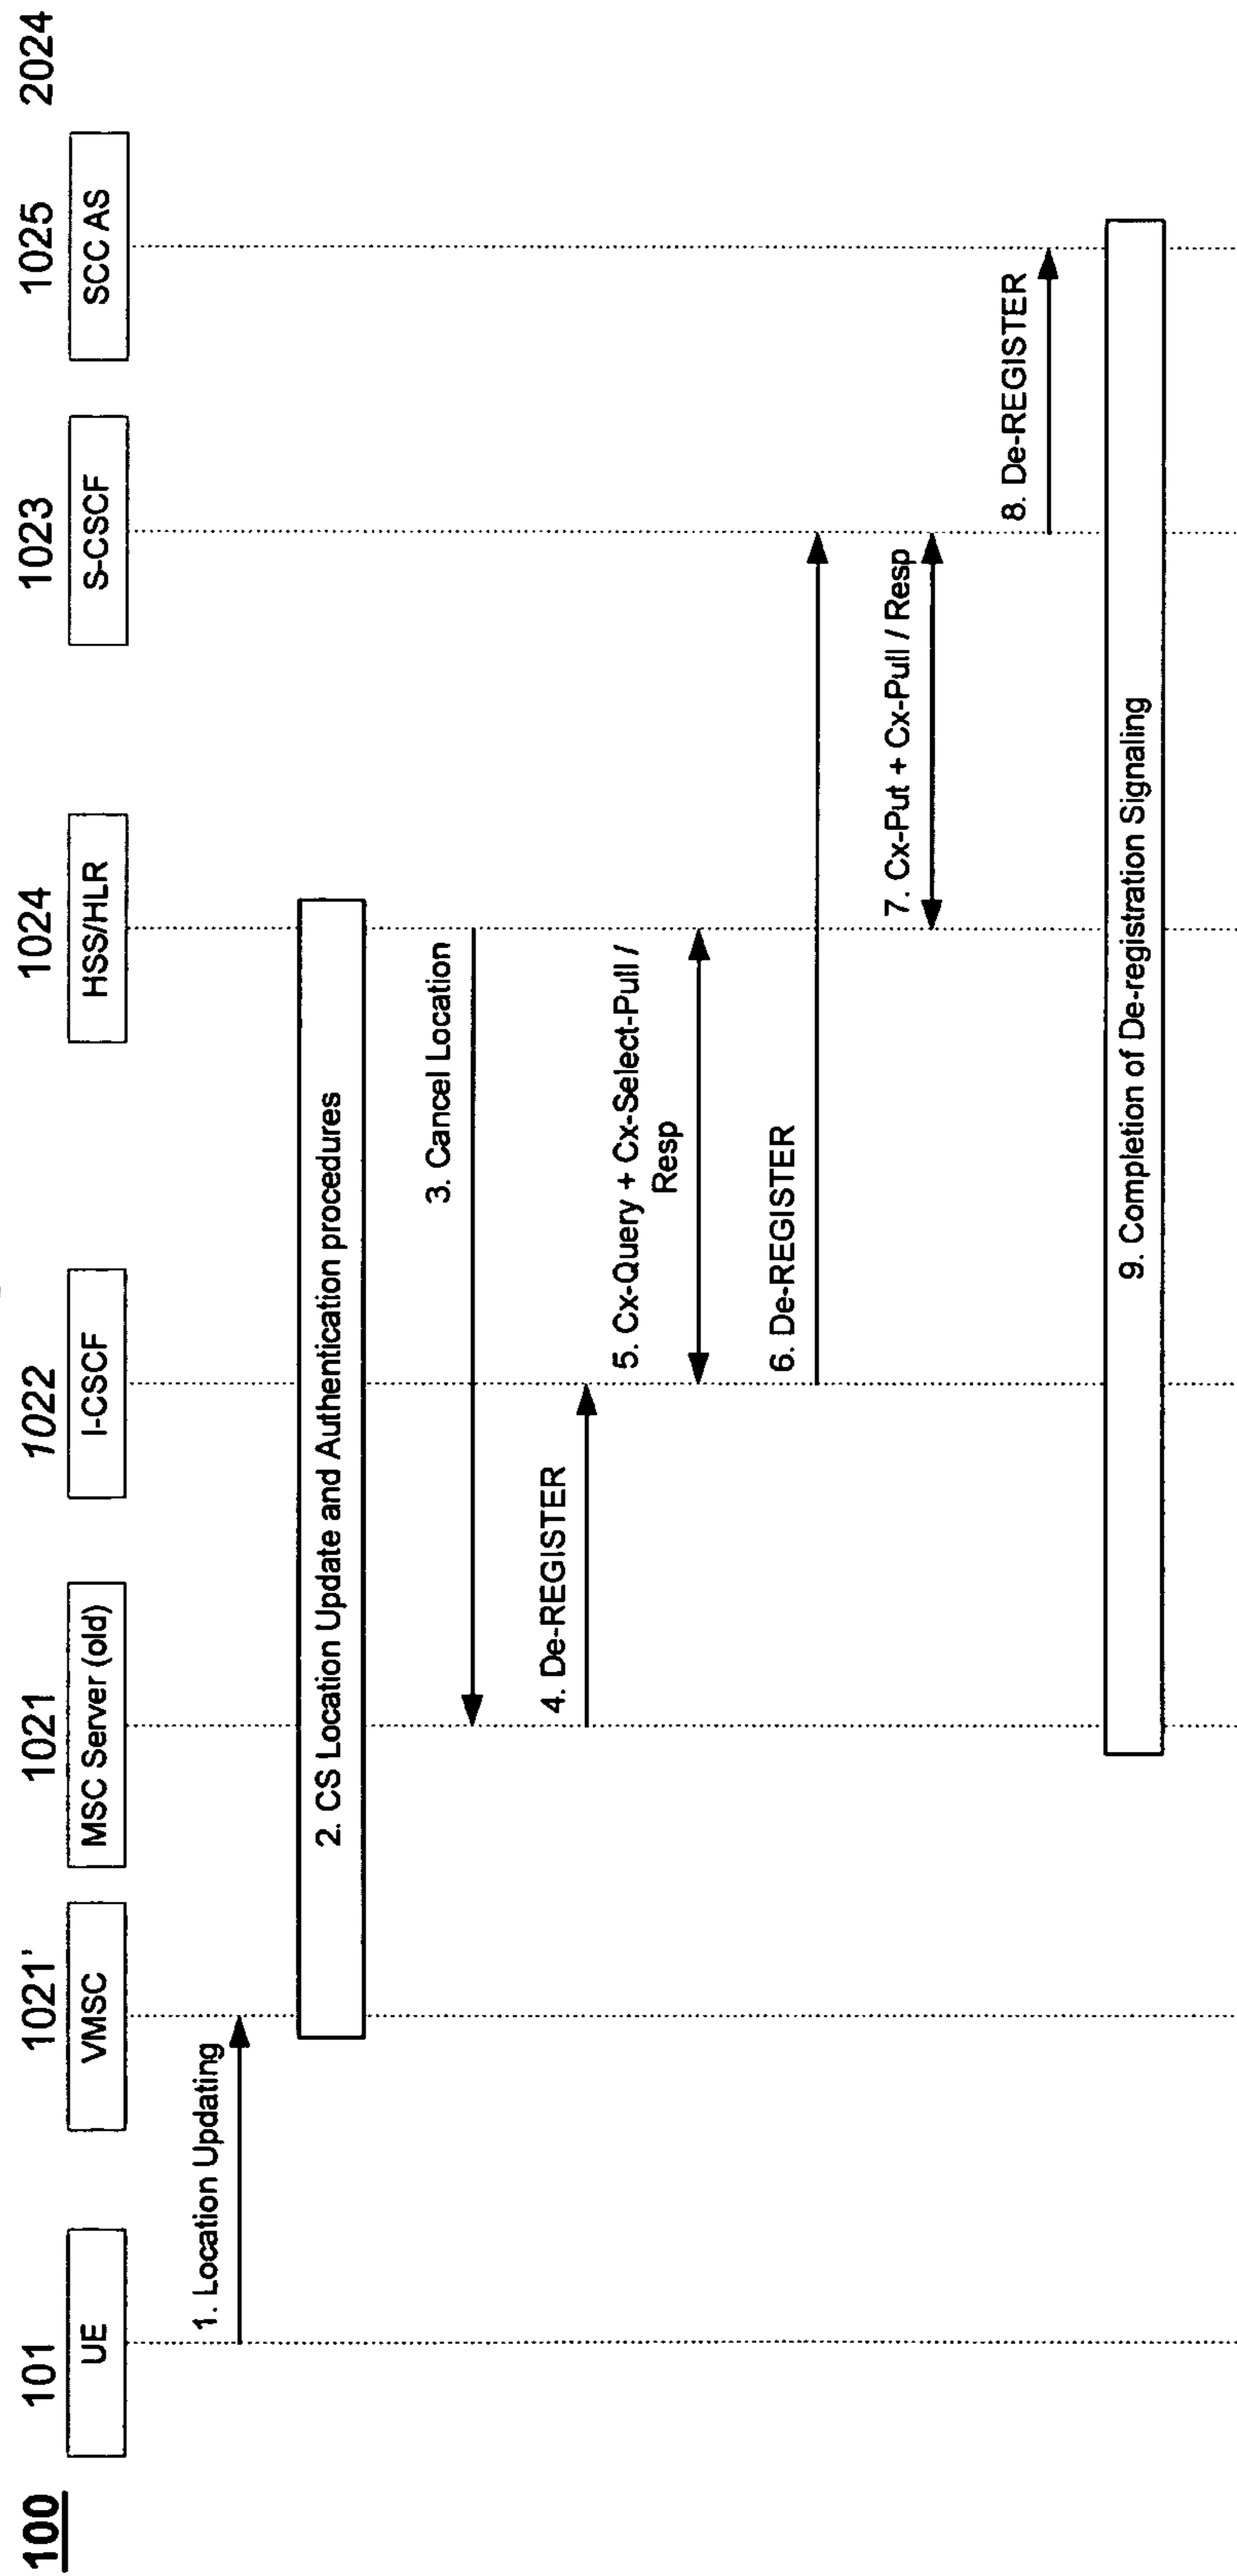 100
101
1021'
1021
1022
1024
1023
1025
2024
UE
VMSC
MSC Server (old)
I-CSCF
HSS/HLR
S-CSCF
SCC AS
1. Location Updating
2. CS Location Update and Authentication procedures
3. Cancel Location
4. De-REGISTER
5. Cx-Query + Cx-Select-Pull /
Resp
6. De-REGISTER
7. Cx-Put + Cx-Pull / Resp
8. De-REGISTER
9. Completion of De-registration Signaling